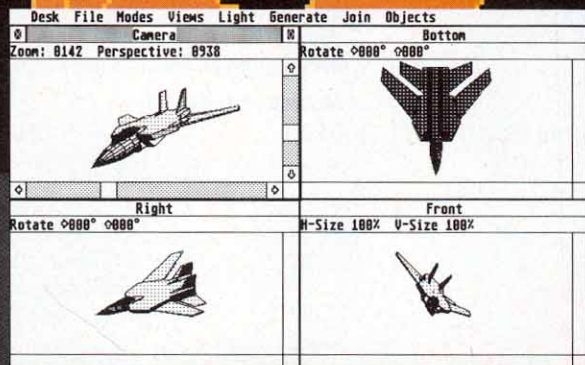 Desk File Modes Views Light Generate Join Objects
Camera
Bottom
Zoom: 0142 Perspective: 0938
Rotate ◇000° ◇000°
Right
Front
Rotate ◇000° ◇000°
H-Size 100% V-Size 100%